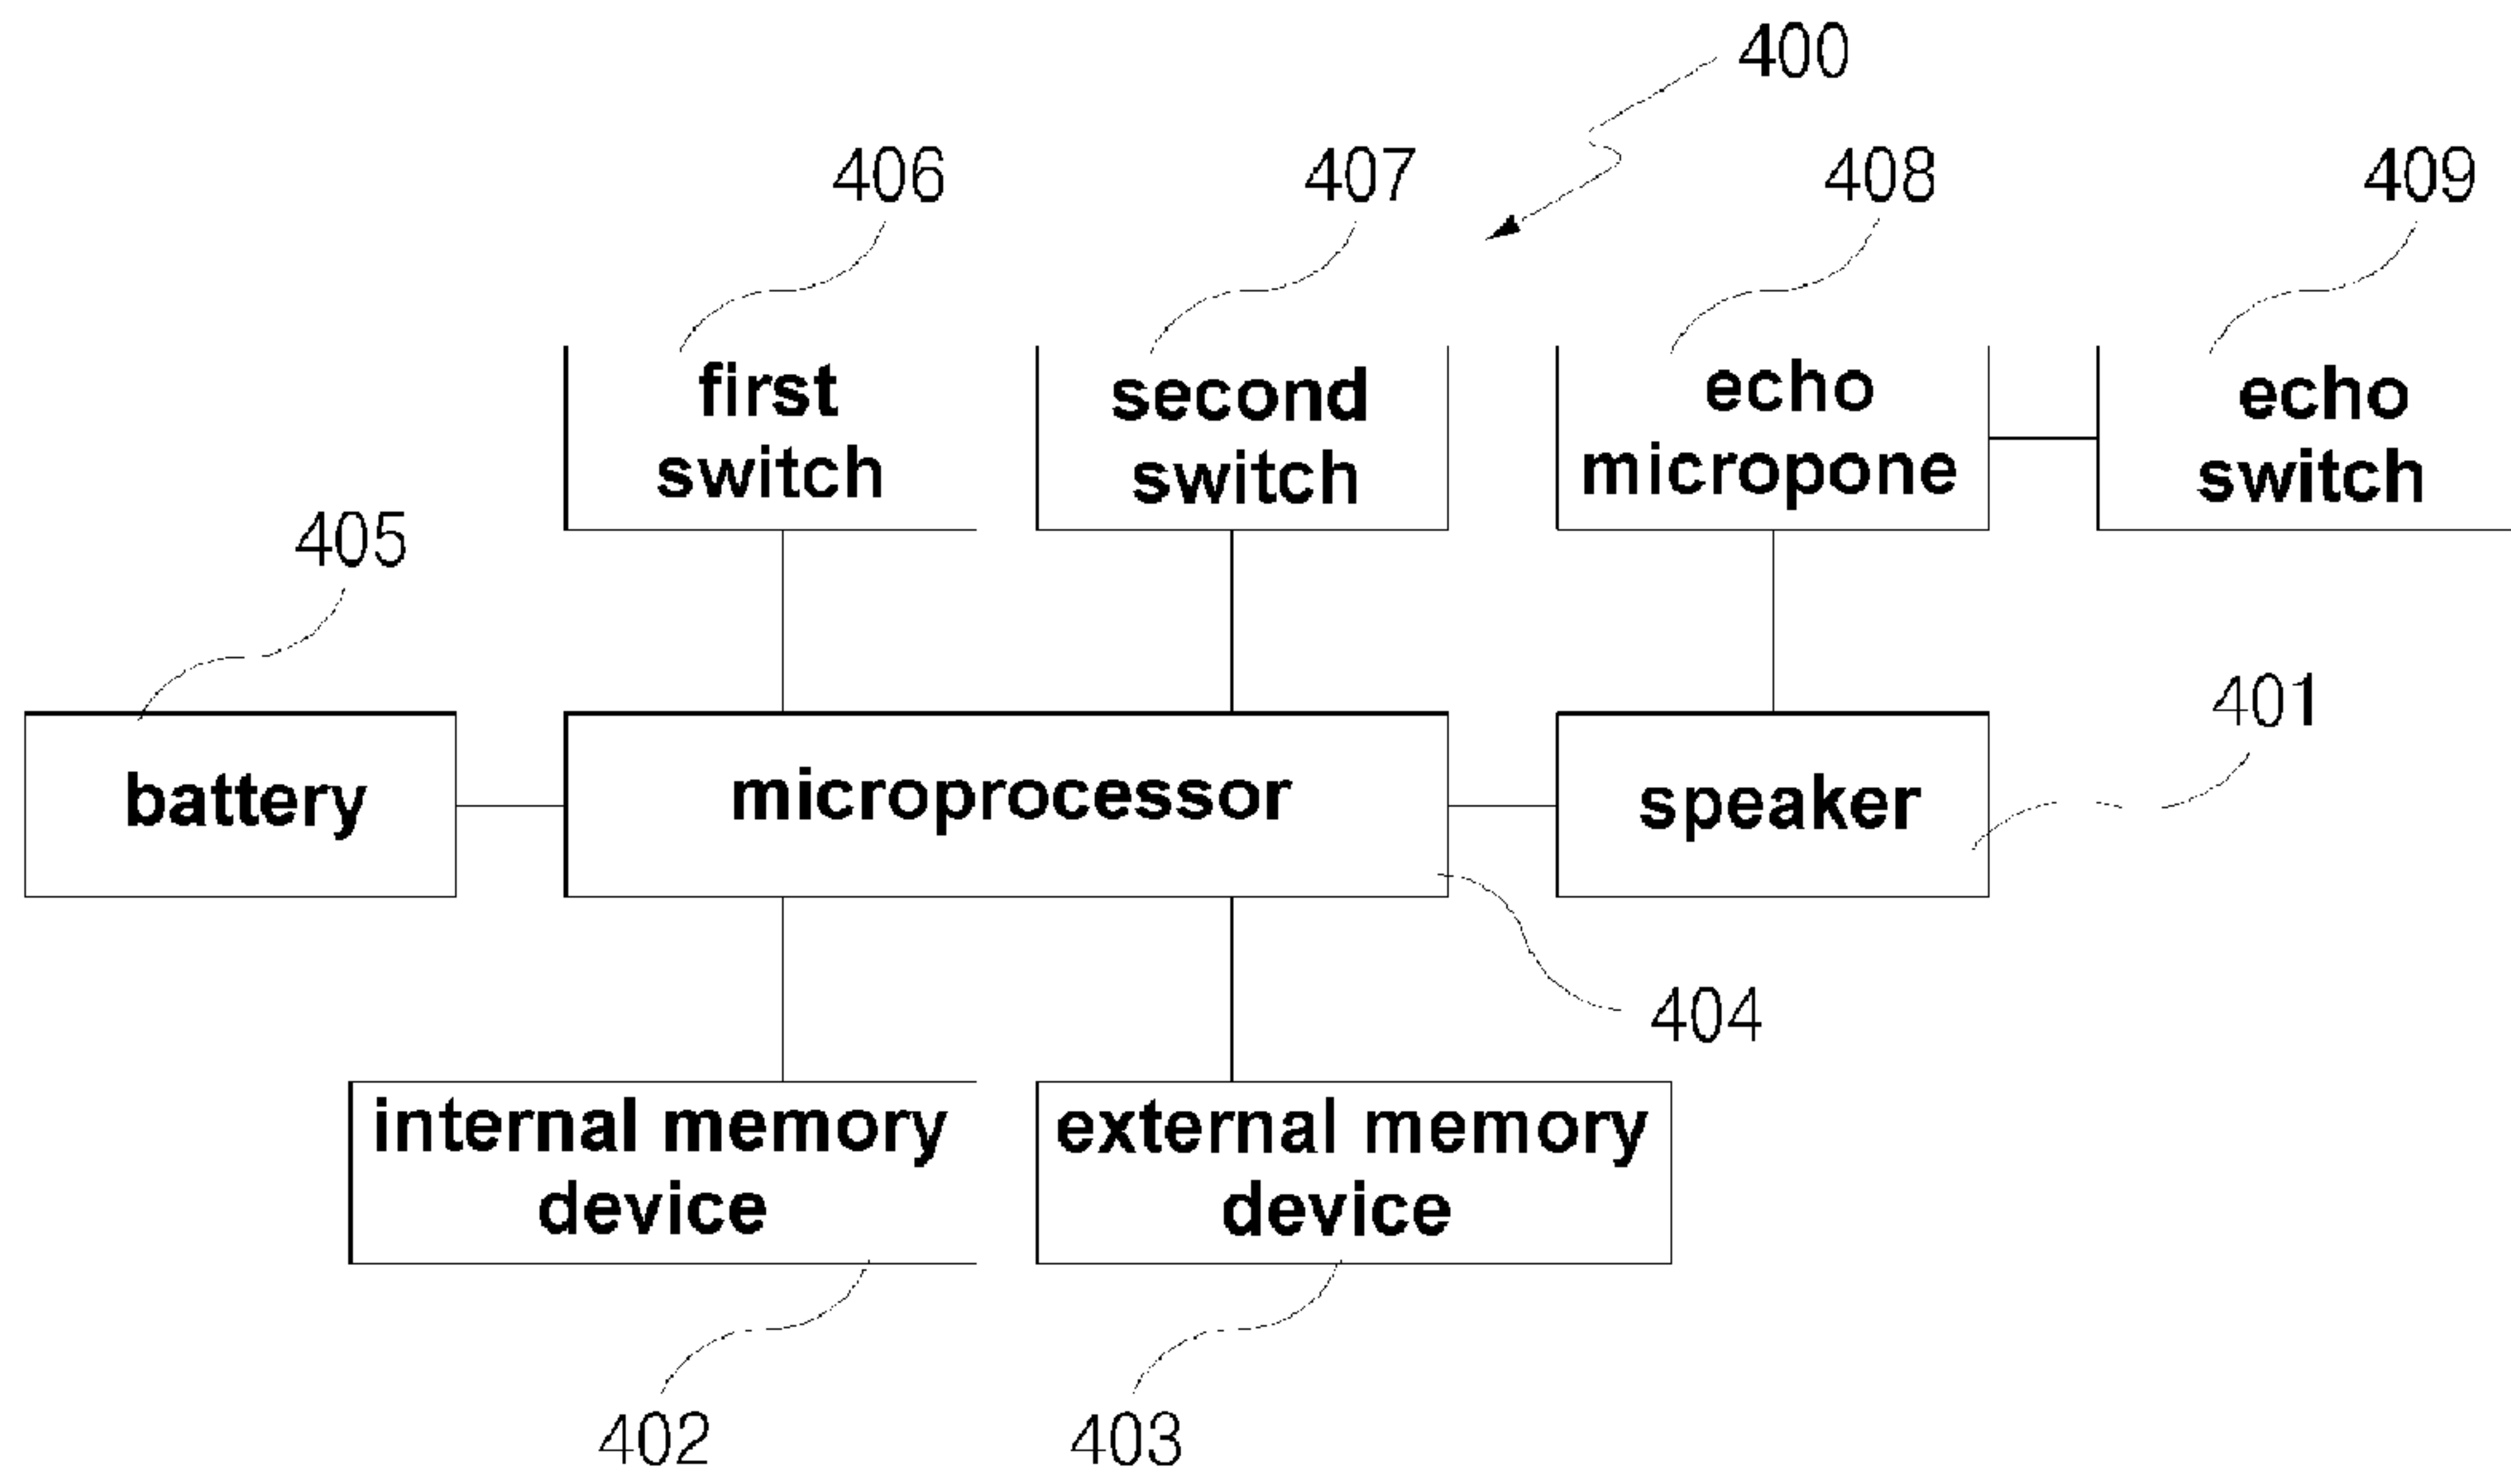 400
406
407
408
409
first
switch
second
switch
echo
micropone
echo
switch
405
401
battery
microprocessor
speaker
404
internal memory
device
external memory
device
402
403